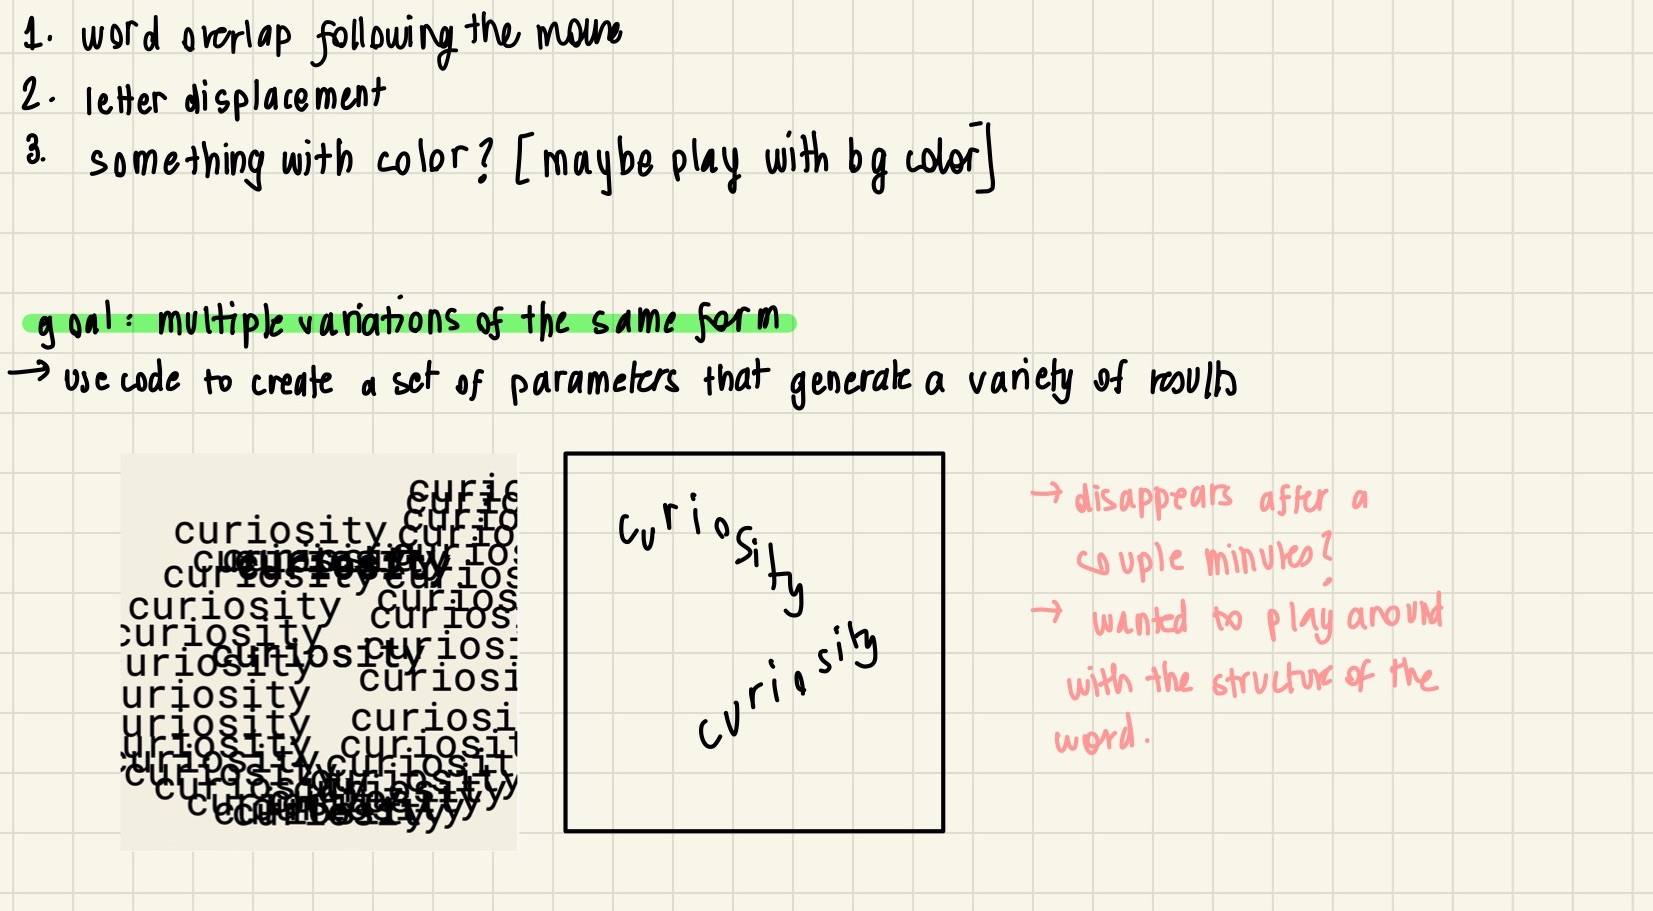 1. word overlap following the mouse
2. letter displacement
3. something with color? [maybe play with bg color]
goal: multiple variations of the same form
→ use code to create a set of parameters that generate a variety of results
curio
curio
curio
curiosity curio
curios
curiosity
curiosity curios
curiosity curios
curiosity curios
uriosity curiosi
curiosity
uriosity curiosi
uriosity curiosi
uriosity curiosit
curiosity curiosity
curiosity
curiosity
curiosity
curiosity
curiosity
→ disappears after a
couple minutes?
→ wanted to play around
with the structure of the
word.